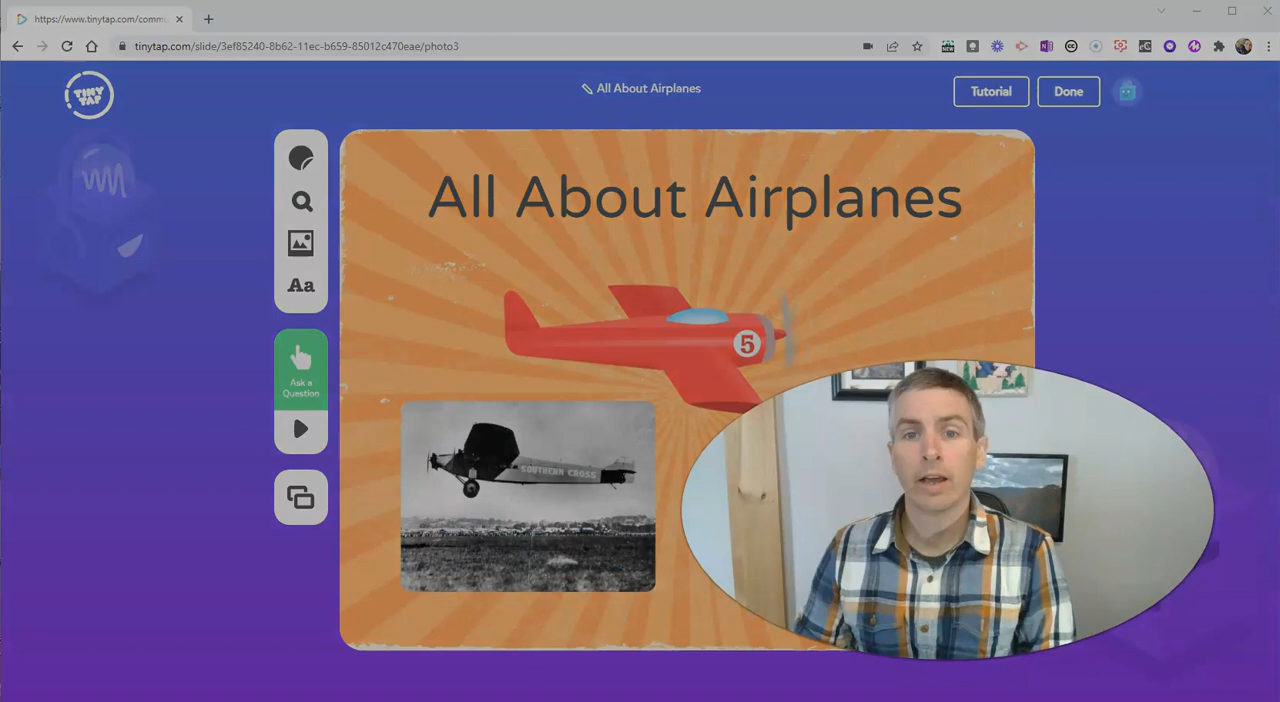 https://www.tinytap.com/commu
tinytap.com/slide/3ef85240-8b62-11ec-b659-85012c470eae/photo3
TINY
TAP
All About Airplanes
Tutorial
Done
All About Airplanes
Aa
5
Ask a
Question
SOUTHERN CROSS